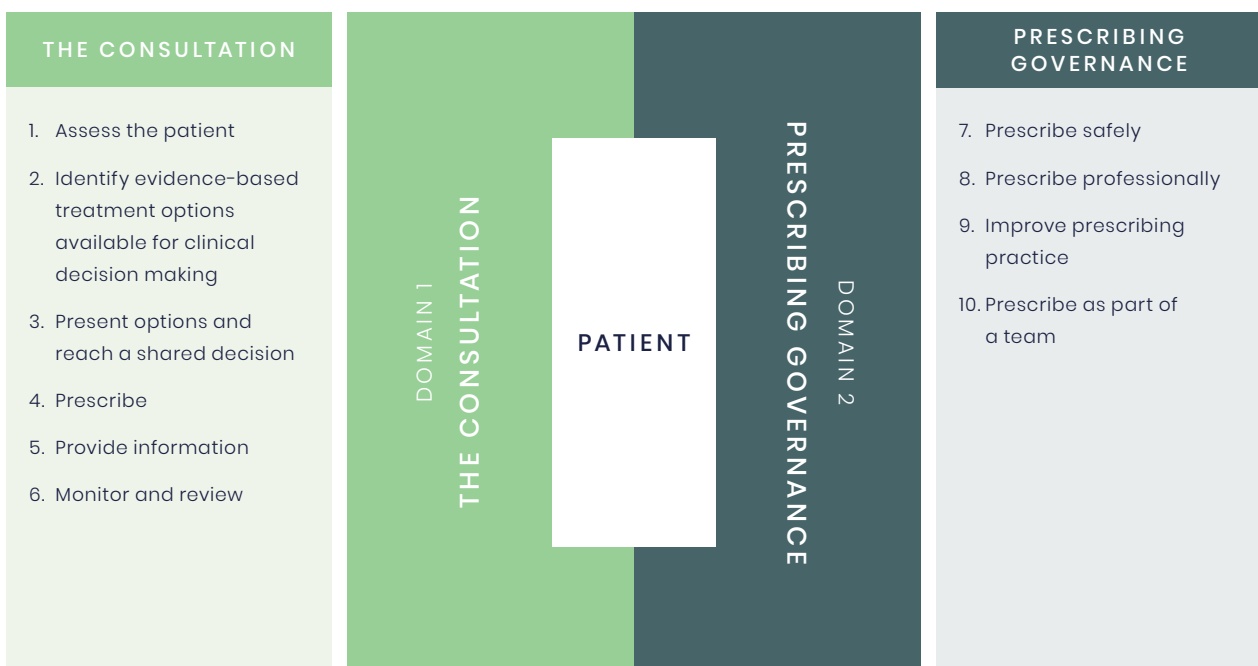 THE CONSULTATION
1. Assess the patient
2. Identify evidence-based
treatment options
available for clinical
decision making
3. Present options and
reach a shared decision
4. Prescribe
5. Provide information
6. Monitor and review
DOMAIN 1
THE CONSULTATION
PATIENT
PRESCRIBING GOVERNANCE
DOMAIN 2
PRESCRIBING
GOVERNANCE
7. Prescribe safely
8. Prescribe professionally
9. Improve prescribing
practice
10. Prescribe as part of
a team